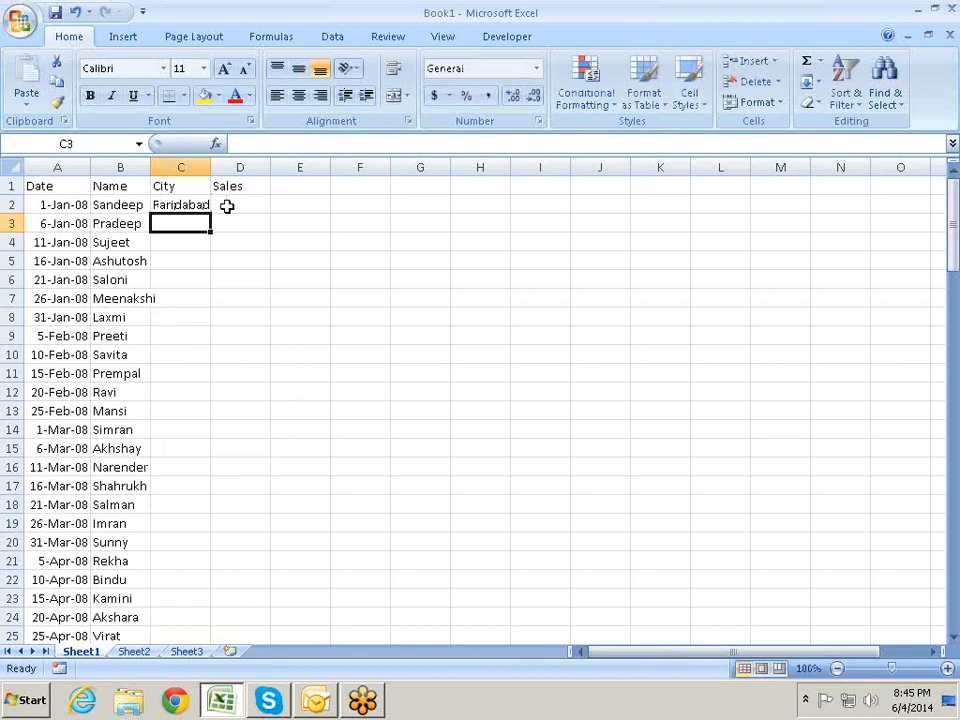 Book1 - Microsoft Excel
Home Insert Page Layout Formulas Data Review View Developer
Paste Calibri 11 A A General Conditional Formatting Format as Table Cell Styles Insert Delete Format Σ Sort & Filter Find & Select
B I U A $ % ,
Clipboard Font Alignment Number Styles Cells Editing
C3 fx
A B C D E F G H I J K L M N O
1 Date Name City Sales
2 1-Jan-08 Sandeep Faridabad
3 6-Jan-08 Pradeep
4 11-Jan-08 Sujeet
5 16-Jan-08 Ashutosh
6 21-Jan-08 Saloni
7 26-Jan-08 Meenakshi
8 31-Jan-08 Laxmi
9 5-Feb-08 Preeti
10 10-Feb-08 Savita
11 15-Feb-08 Prempal
12 20-Feb-08 Ravi
13 25-Feb-08 Mansi
14 1-Mar-08 Simran
15 6-Mar-08 Akhshay
16 11-Mar-08 Narender
17 16-Mar-08 Shahrukh
18 21-Mar-08 Salman
19 26-Mar-08 Imran
20 31-Mar-08 Sunny
21 5-Apr-08 Rekha
22 10-Apr-08 Bindu
23 15-Apr-08 Kamini
24 20-Apr-08 Akshara
25 25-Apr-08 Virat
Sheet1 Sheet2 Sheet3
Ready 100%
Start 8:45 PM
6/4/2014